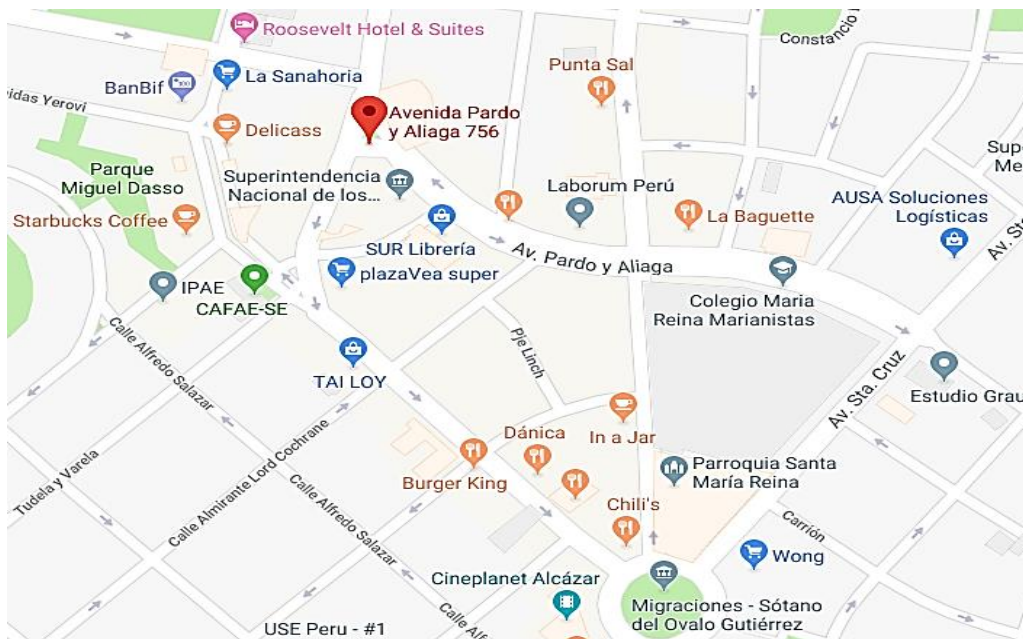 Roosevelt Hotel & Suites
Constancio
Punta Sal
La Sanahoria
BanBif
idas Yerovi
Avenida Pardo
y Aliaga 756
Delicass
Parque
Miguel Dasso
Superintendencia
Nacional de los...
Laborum Perú
La Baguette
AUSA Soluciones
Logísticas
Starbucks Coffee
SUR Librería
plazaVea super
Av. Pardo y Aliaga
IPAE
CAFAE-SE
Colegio Maria
Reina Marianistas
Calle Alfredo Salazar
Pje Linch
TAI LOY
Av. Sta. Cruz
Estudio Grau
Dánica
In a Jar
Burger King
Calle Almirante Lord Cochrane
Tudela y Varela
Calle Alfredo Salazar
Parroquia Santa
María Reina
Chili's
Carrión
Wong
Cineplanet Alcázar
Migraciones - Sótano
del Ovalo Gutiérrez
USE Peru - #1